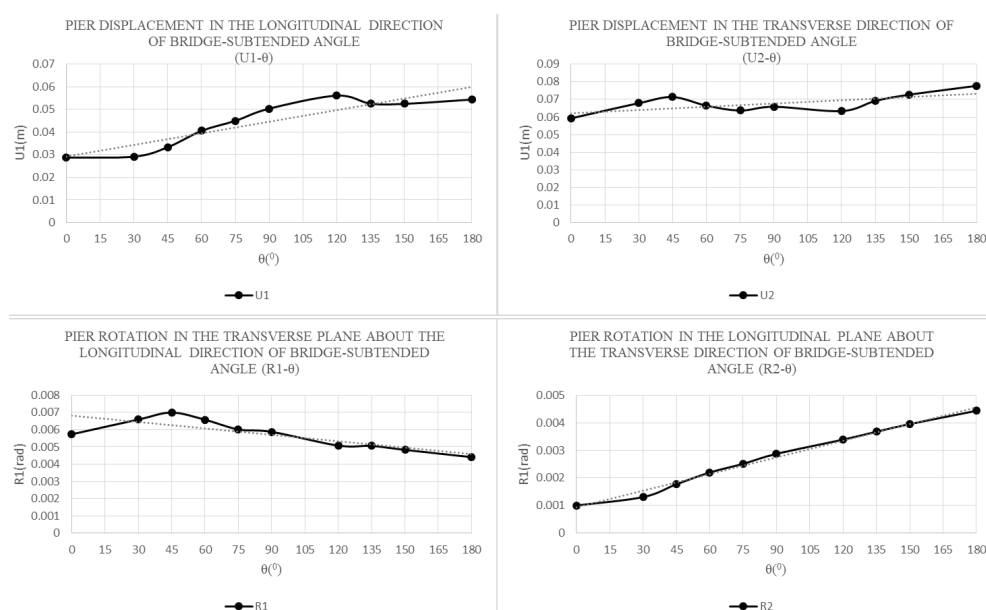 PIER DISPLACEMENT IN THE LONGITUDINAL DIRECTION
OF BRIDGE-SUBTENDED ANGLE
(U1-θ)
0.07
0.06
0.05
0.04
0.03
0.02
0.01
0
U1(m)
0 15 30 45 60 75 90 105 120 135 150 165 180
θ(⁰)
U1
PIER DISPLACEMENT IN THE TRANSVERSE DIRECTION OF
BRIDGE-SUBTENDED ANGLE
(U2-θ)
0.09
0.08
0.07
0.06
0.05
0.04
0.03
0.02
0.01
0
U1(m)
0 15 30 45 60 75 90 105 120 135 150 165 180
θ(⁰)
U2
PIER ROTATION IN THE TRANSVERSE PLANE ABOUT THE
LONGITUDINAL DIRECTION OF BRIDGE-SUBTENDED
ANGLE (R1-θ)
0.008
0.007
0.006
0.005
0.004
0.003
0.002
0.001
0
R1(rad)
0 15 30 45 60 75 90 105 120 135 150 165 180
θ(⁰)
R1
PIER ROTATION IN THE LONGITUDINAL PLANE ABOUT
THE TRANSVERSE DIRECTION OF BRIDGE-SUBTENDED
ANGLE (R2-θ)
0.005
0.004
0.003
0.002
0.001
0
R1(rad)
0 15 30 45 60 75 90 105 120 135 150 165 180
θ(⁰)
R2